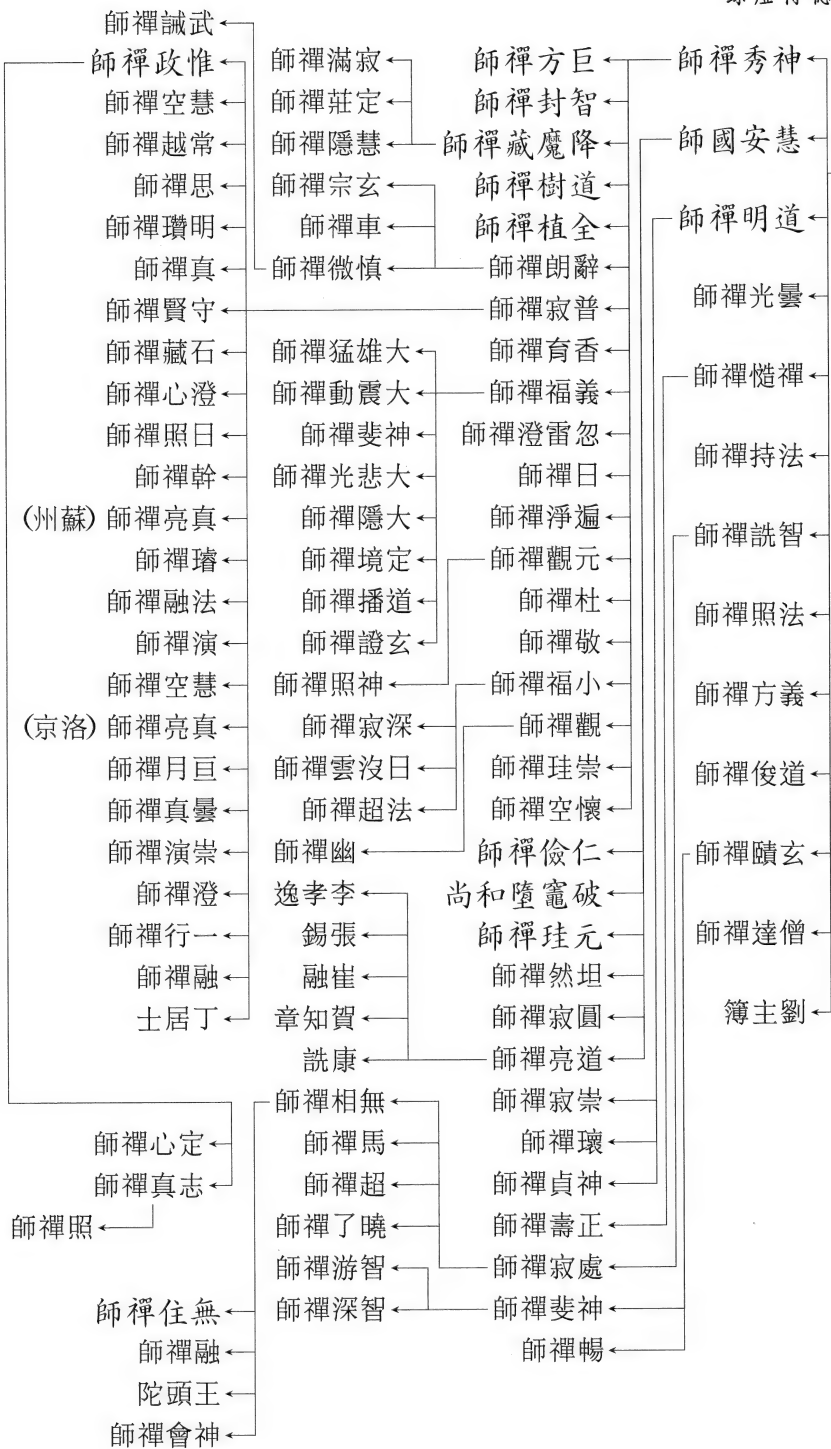 神秀禪師
慧安國師
道明禪師
曇光禪師
禪慥禪師
法持禪師
智詵禪師
法照禪師
義方禪師
道俊禪師
玄賾禪師
僧達禪師
劉主簿
巨方禪師
智封禪師
降魔藏禪師
道樹禪師
全植禪師
辭朗禪師
普寂禪師
香育禪師
義福禪師
忽雷澄禪師
日禪師
遍淨禪師
元觀禪師
杜禪師
敬禪師
小福禪師
觀禪師
崇珪禪師
懷空禪師
仁儉禪師
破竈墮和尚
元珪禪師
坦然禪師
圓寂禪師
道亮禪師
崇寂禪師
瓌禪師
神貞禪師
正壽禪師
處寂禪師
神斐禪師
暢禪師
寂滿禪師
定莊禪師
慧隱禪師
玄宗禪師
車禪師
慎微禪師
大雄猛禪師
大震動禪師
神斐禪師
大悲光禪師
大隱禪師
定境禪師
道播禪師
玄證禪師
神照禪師
深寂禪師
日沒雲禪師
法超禪師
幽禪師
李孝逸
張錫
崔融
賀知章
康詵
無相禪師
馬禪師
超禪師
曉了禪師
智游禪師
智深禪師
武誡禪師
惟政禪師
慧空禪師
常越禪師
思禪師
明瓚禪師
真禪師
守賢禪師
石藏禪師
澄心禪師
日照禪師
幹禪師
真亮禪師(蘇州)
璿禪師
法融禪師
演禪師
慧空禪師
真亮禪師(洛京)
亘月禪師
曇真禪師
崇演禪師
澄禪師
一行禪師
融禪師
丁居士
定心禪師
志真禪師
照禪師
無住禪師
融禪師
王頭陀
神會禪師